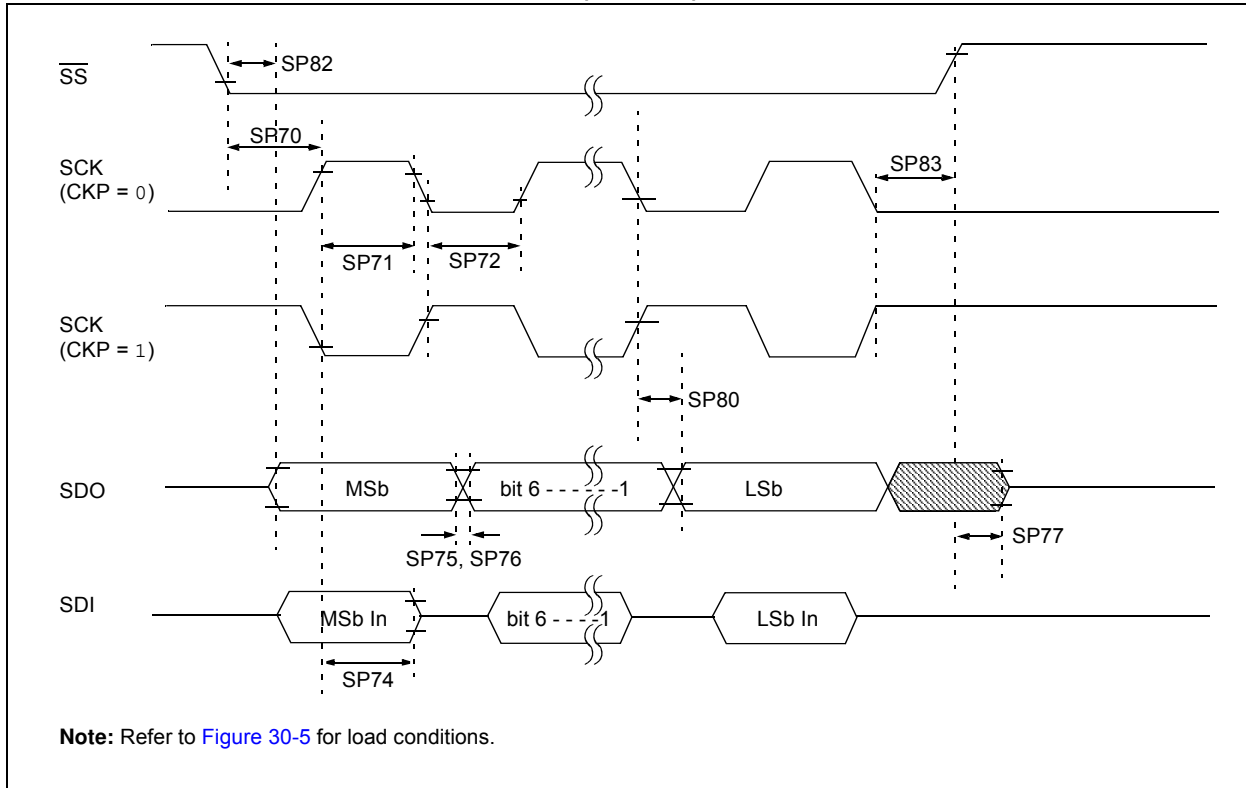 SS
SP82
SP70
SCK
(CKP = 0)
SP83
SP71
SP72
SCK
(CKP = 1)
SP80
SDO
MSb
bit 6 - - - - - - -1
LSb
SP75, SP76
SP77
SDI
MSb In
bit 6 - - - -1
LSb In
SP74
Note: Refer to Figure 30-5 for load conditions.